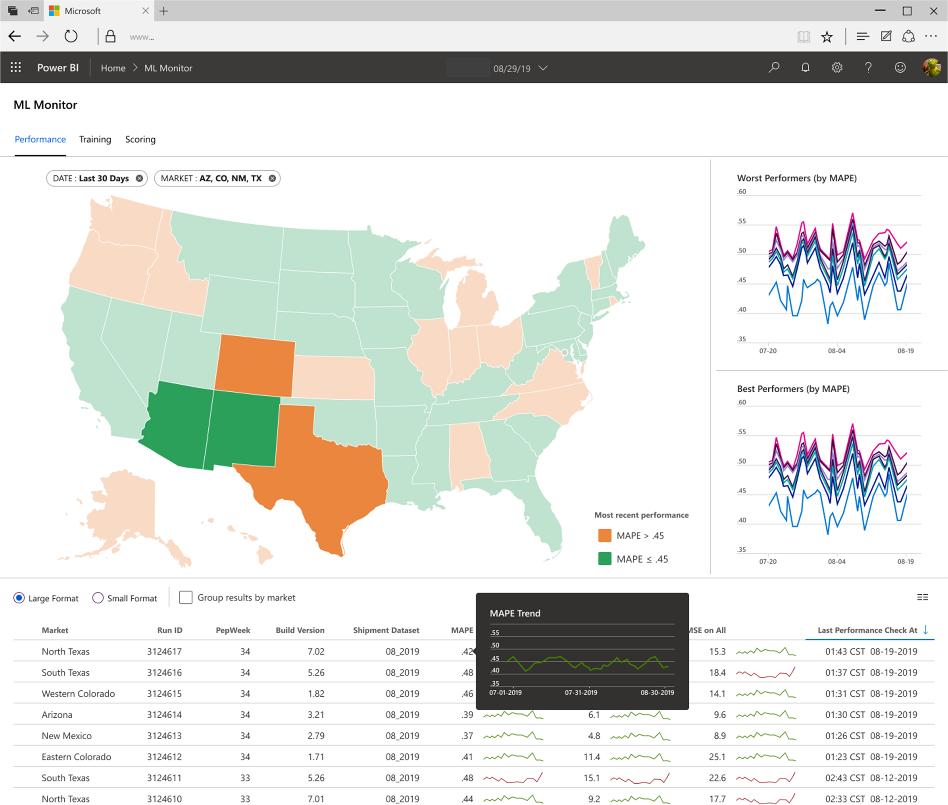 Microsoft
www...
Power BI Home > ML Monitor 08/29/19
ML Monitor
Performance Training Scoring
DATE : Last 30 Days MARKET : AZ, CO, NM, TX
Worst Performers (by MAPE)
.60
.55
.50
.45
.40
.35
07-20 08-04 08-19
Best Performers (by MAPE)
.60
.55
.50
.45
.40
.35
07-20 08-04 08-19
Most recent performance
MAPE > .45
MAPE ≤ .45
Large Format Small Format Group results by market
MAPE Trend
.55
.50
.45
.40
.35
07-01-2019 07-31-2019 08-30-2019
Market Run ID PepWeek Build Version Shipment Dataset MAPE MSE on All Last Performance Check At ↓
North Texas 3124617 34 7.02 08_2019 .42 15.3 01:43 CST 08-19-2019
South Texas 3124616 34 5.26 08_2019 .48 18.4 01:37 CST 08-19-2019
Western Colorado 3124615 34 1.82 08_2019 .46 14.1 01:31 CST 08-19-2019
Arizona 3124614 34 3.21 08_2019 .39 6.1 9.6 01:30 CST 08-19-2019
New Mexico 3124613 34 2.79 08_2019 .37 4.8 8.9 01:26 CST 08-19-2019
Eastern Colorado 3124612 34 1.71 08_2019 .41 11.4 25.1 01:23 CST 08-19-2019
South Texas 3124611 33 5.26 08_2019 .48 15.1 22.6 02:43 CST 08-12-2019
North Texas 3124610 33 7.01 08_2019 .44 9.2 17.7 02:33 CST 08-12-2019